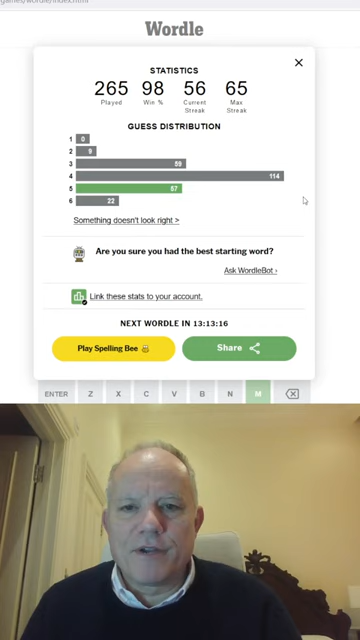 games/wordle/index.html
Wordle
STATISTICS
265 98 56 65
Played Win % Current Streak Max Streak
GUESS DISTRIBUTION
1 0
2 9
3 59
4 114
5 57
6 22
Something doesn't look right >
Are you sure you had the best starting word?
Ask WordleBot ›
Link these stats to your account.
NEXT WORDLE IN 13:13:16
Play Spelling Bee
Share
ENTER Z X C V B N M